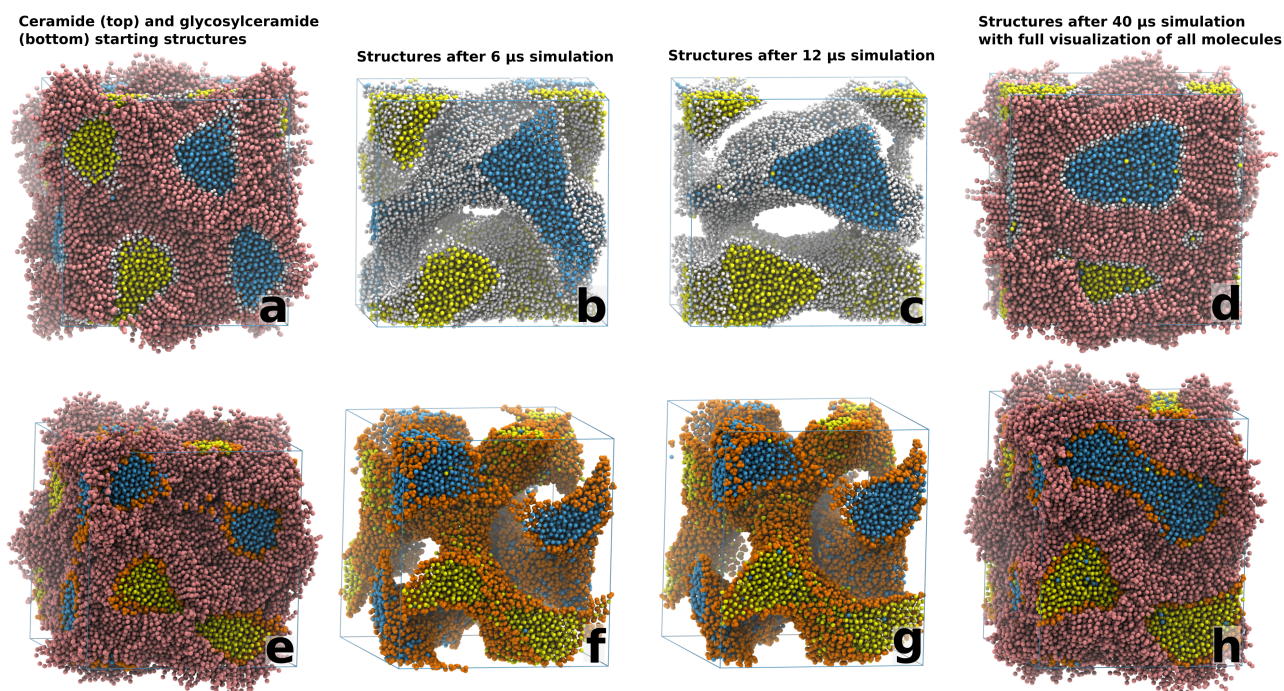 Ceramide (top) and glycosylceramide
(bottom) starting structures
Structures after 6 µs simulation
Structures after 12 µs simulation
Structures after 40 µs simulation
with full visualization of all molecules
a
b
c
d
e
f
g
h